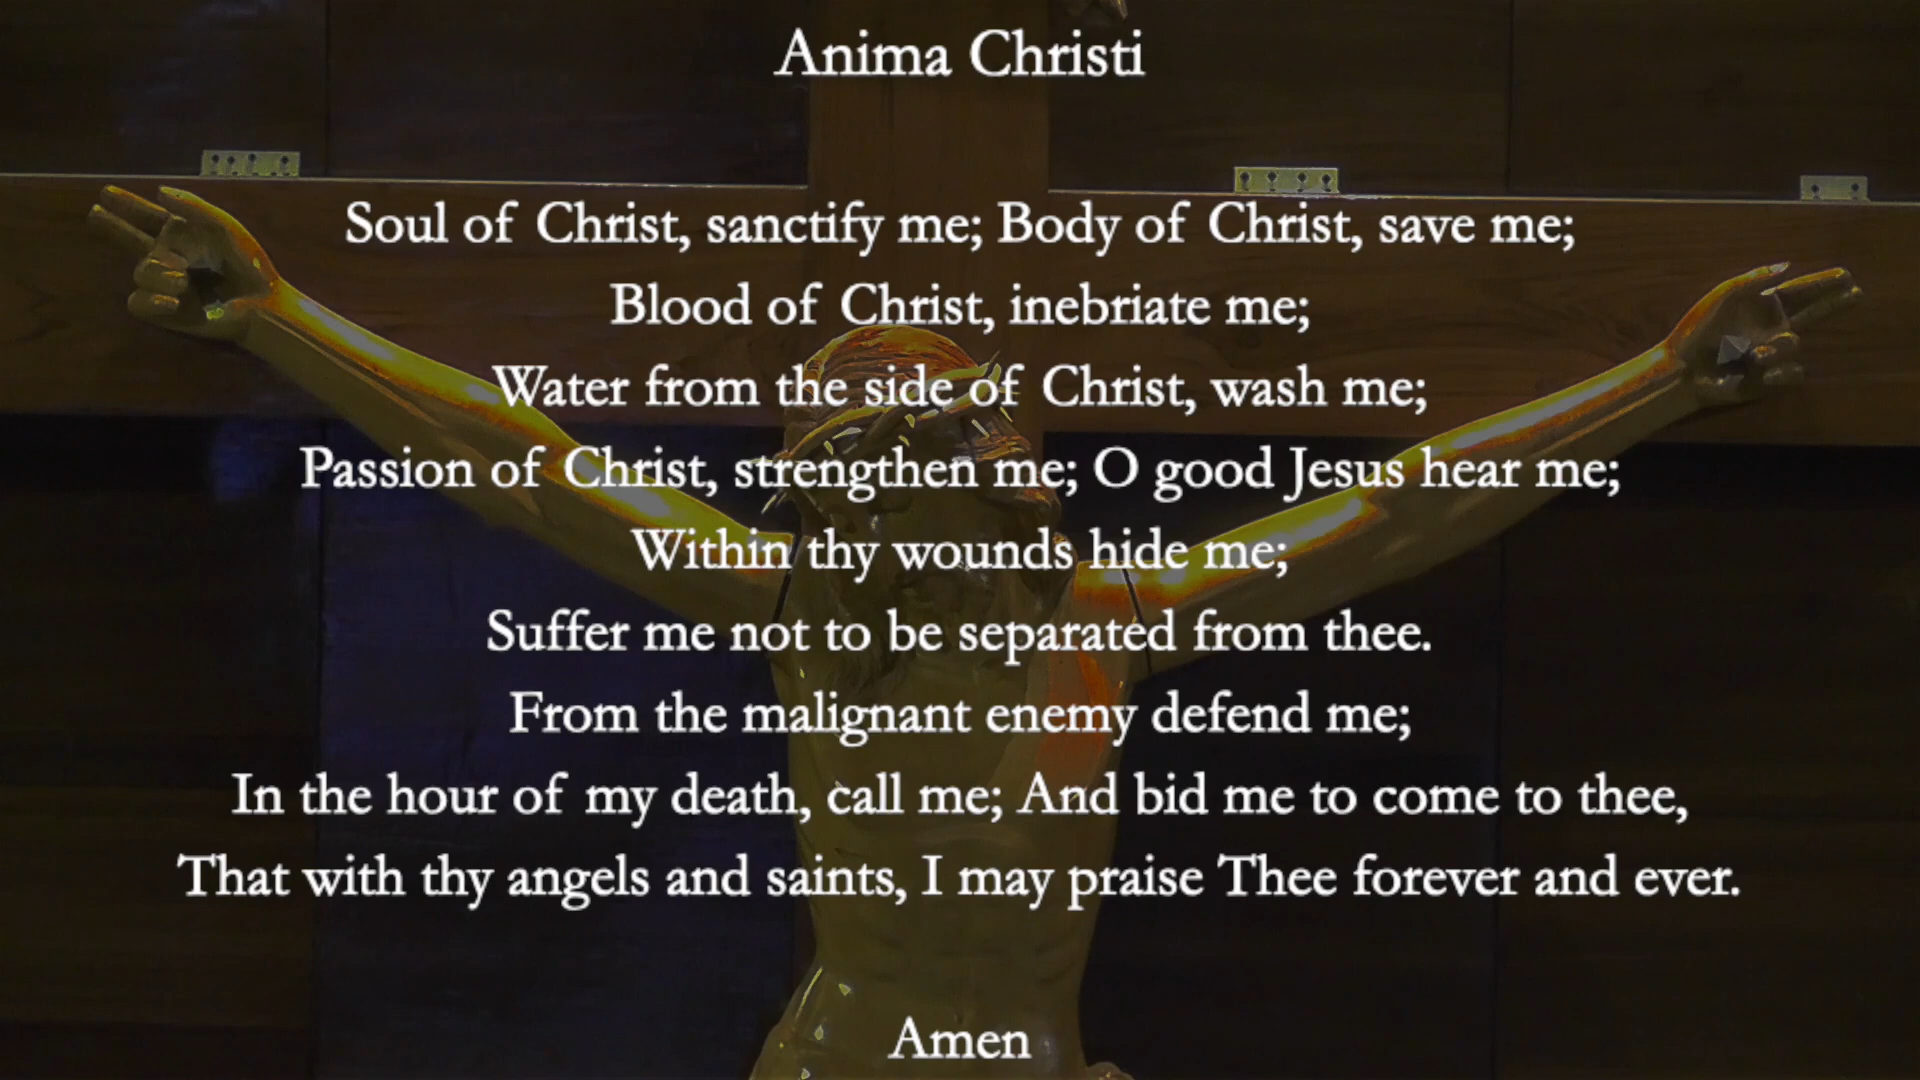 Anima Christi
Soul of Christ, sanctify me; Body of Christ, save me;
Blood of Christ, inebriate me;
Water from the side of Christ, wash me;
Passion of Christ, strengthen me; O good Jesus hear me;
Within thy wounds hide me;
Suffer me not to be separated from thee.
From the malignant enemy defend me;
In the hour of my death, call me; And bid me to come to thee,
That with thy angels and saints, I may praise Thee forever and ever.
Amen